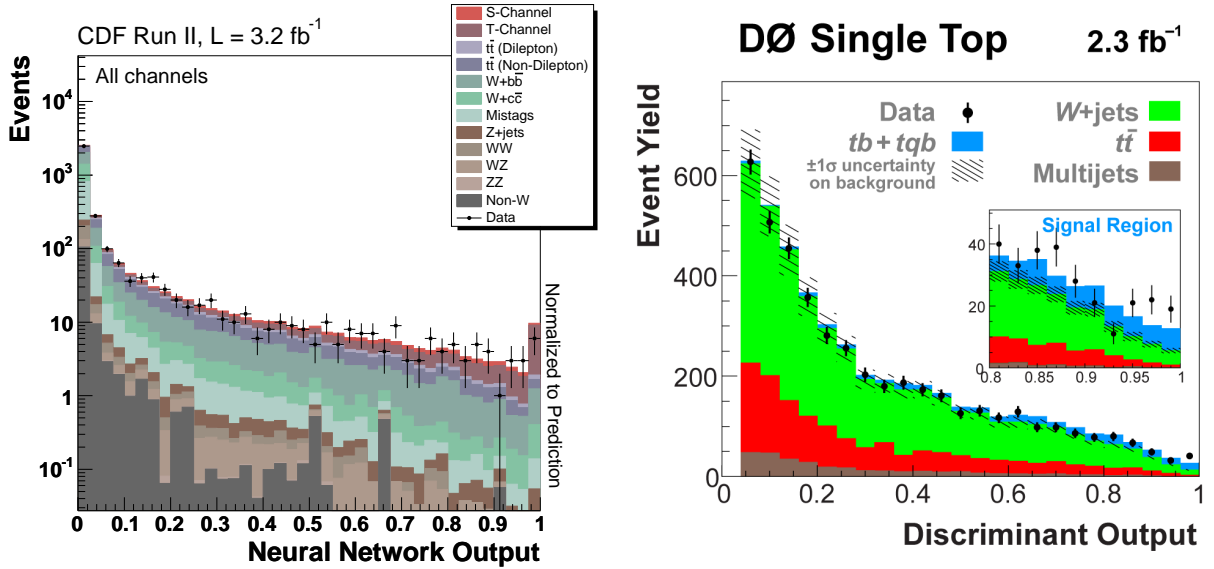 CDF Run II, L = 3.2 fb⁻¹
All channels
Events
10⁴
10³
10²
10
1
10⁻¹
0 0.1 0.2 0.3 0.4 0.5 0.6 0.7 0.8 0.9 1
Neural Network Output
Normalized to Prediction
S-Channel
T-Channel
tt̄ (Dilepton)
tt̄ (Non-Dilepton)
W+bb̄
W+cc̄
Mistags
Z+jets
WW
WZ
ZZ
Non-W
Data
DØ Single Top 2.3 fb⁻¹
Event Yield
600
400
200
0
0 0.2 0.4 0.6 0.8 1
Discriminant Output
Data
tb + tqb
±1σ uncertainty
on background
W+jets
tt̄
Multijets
Signal Region
40
20
0
0.8 0.85 0.9 0.95 1